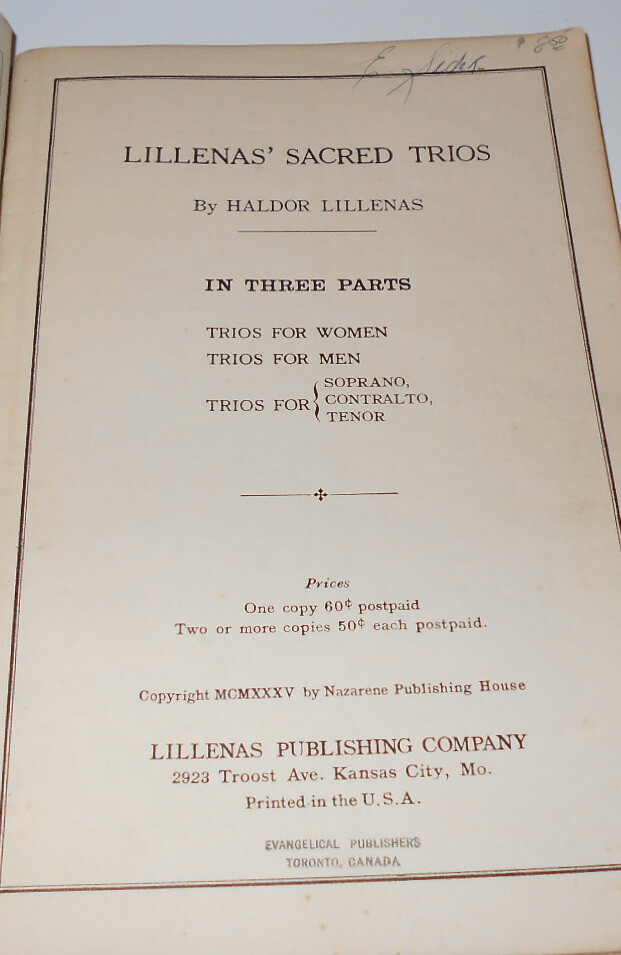 $ 8.50
LILLENAS' SACRED TRIOS
By HALDOR LILLENAS
IN THREE PARTS
TRIOS FOR WOMEN
TRIOS FOR MEN
TRIOS FOR { SOPRANO,
CONTRALTO,
TENOR
Prices
One copy 60¢ postpaid
Two or more copies 50¢ each postpaid.
Copyright MCMXXXV by Nazarene Publishing House
LILLENAS PUBLISHING COMPANY
2923 Troost Ave. Kansas City, Mo.
Printed in the U.S.A.
EVANGELICAL PUBLISHERS
TORONTO, CANADA